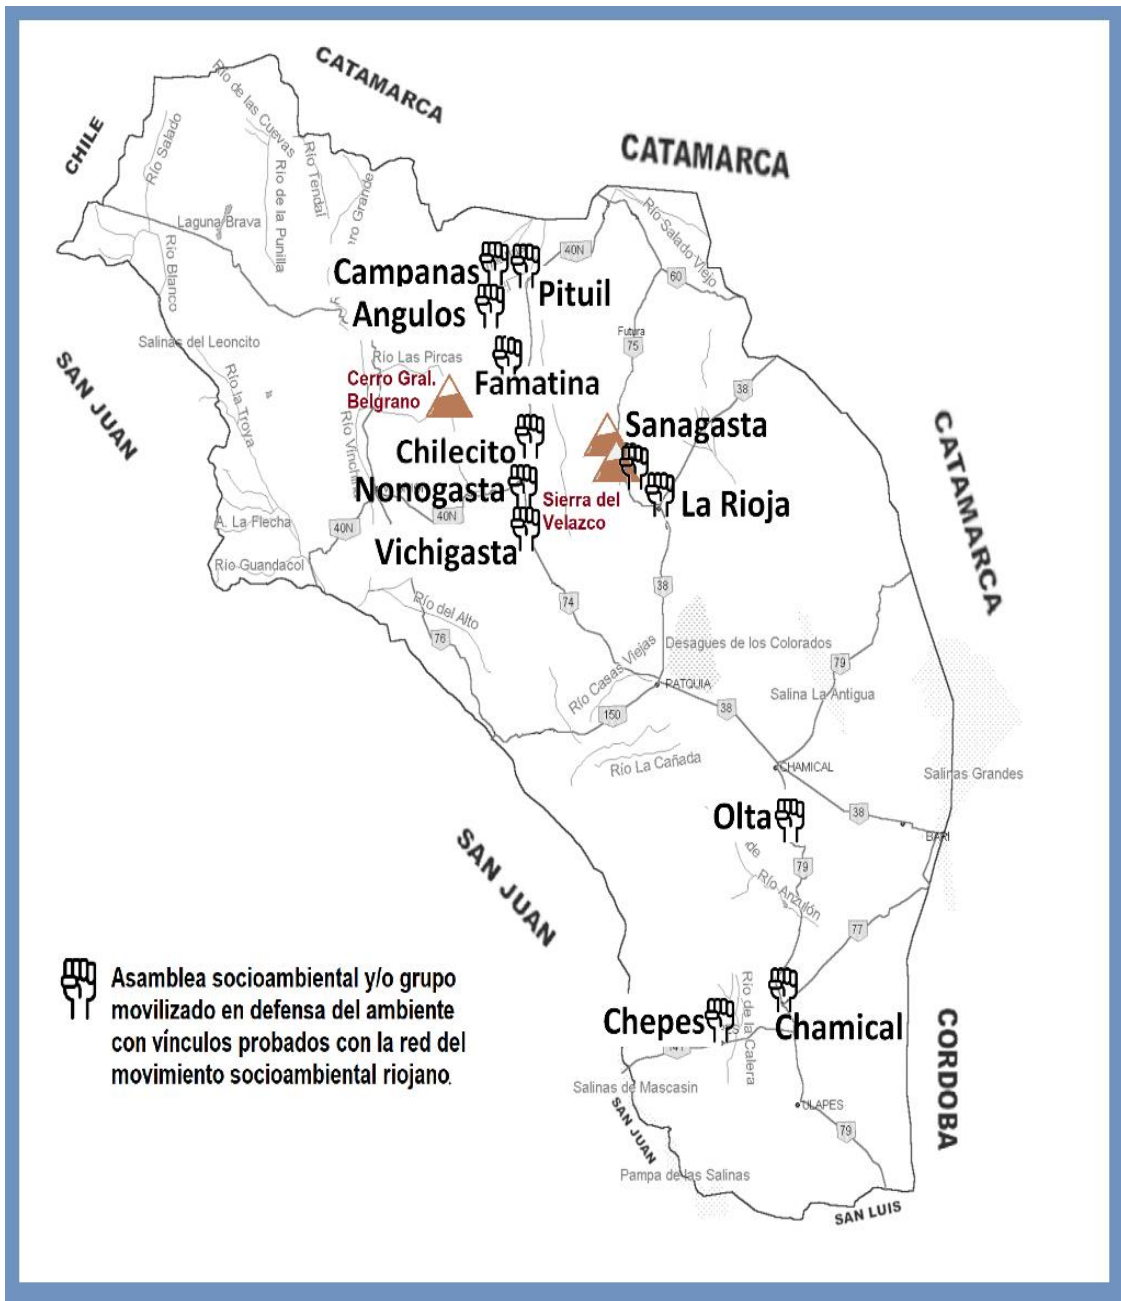 CATAMARCA
CATAMARCA
CHILE
Río de las Cuevas
Río Salado
Río Tendal
Río de la Punilla
Laguna Brava
Río Blanco
Río Salado Viejo
40N
60
Campanas
Pituil
Angulos
Salinas del Leoncito
Futura
75
Río Las Pircas
Famatina
Cerro Gral.
Belgrano
38
SAN JUAN
Río la Troya
Río Vinchina
Sanagasta
Chilecito
CATAMARCA
Nonogasta
Sierra del
Velazco
La Rioja
A. La Flecha
40N
40N
Vichigasta
Río Guandacol
Río del Alto
76
74
38
Desagues de los Colorados
Río Casas Viejas
79
PATQUIA
Salina La Antigua
150
38
Río La Cañada
CHAMICAL
Salinas Grandes
Olta
38
BARI
de
79
SAN JUAN
Río Anzulón
77
Asamblea socioambiental y/o grupo
movilizado en defensa del ambiente
con vínculos probados con la red del
movimiento socioambiental riojano.
Río de la Calera
Chepes
Chamical
CORDOBA
141
Salinas de Mascasin
SAN JUAN
ULAPES
79
Pampa de las Salinas
SAN LUIS